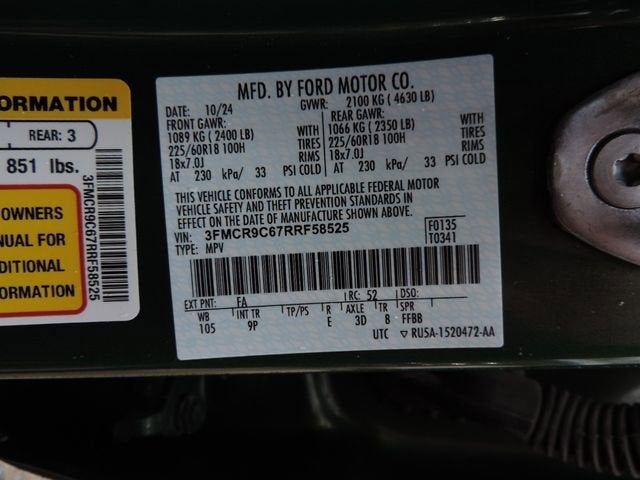 ORMATION
REAR: 3
851 lbs.
OWNERS
NUAL FOR
DITIONAL
FORMATION
3FMCR9C67RRF58525
MFD. BY FORD MOTOR CO.
DATE: 10/24 GVWR: 2100 KG ( 4630 LB)
FRONT GAWR: REAR GAWR:
1089 KG ( 2400 LB) WITH 1066 KG ( 2350 LB) WITH
225/60R18 100H TIRES 225/60R18 100H TIRES
18x7.0J RIMS 18x7.0J RIMS
AT 230 kPa/ 33 PSI COLD AT 230 kPa/ 33 PSI COLD
THIS VEHICLE CONFORMS TO ALL APPLICABLE FEDERAL MOTOR
VEHICLE SAFETY AND THEFT PREVENTION STANDARDS IN
EFFECT ON THE DATE OF MANUFACTURE SHOWN ABOVE.
VIN: 3FMCR9C67RRF58525 F0135
TYPE: MPV T0341
EXT PNT: FA RC: 52 DSO:
WB INT TR TP/PS R AXLE TR SPR
105 9P E 3D 8 FFBB
UTC ▽ RU5A-1520472-AA